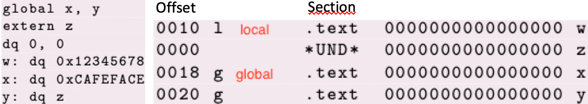 global x, y
extern z
dq 0, 0
w: dq 0x12345678
x: dq 0xCAFEFACE
y: dq z
Offset Section
0010 l local .text 0000000000000000 w
0000 *UND* 0000000000000000 z
0018 g global .text 0000000000000000 x
0020 g .text 0000000000000000 y